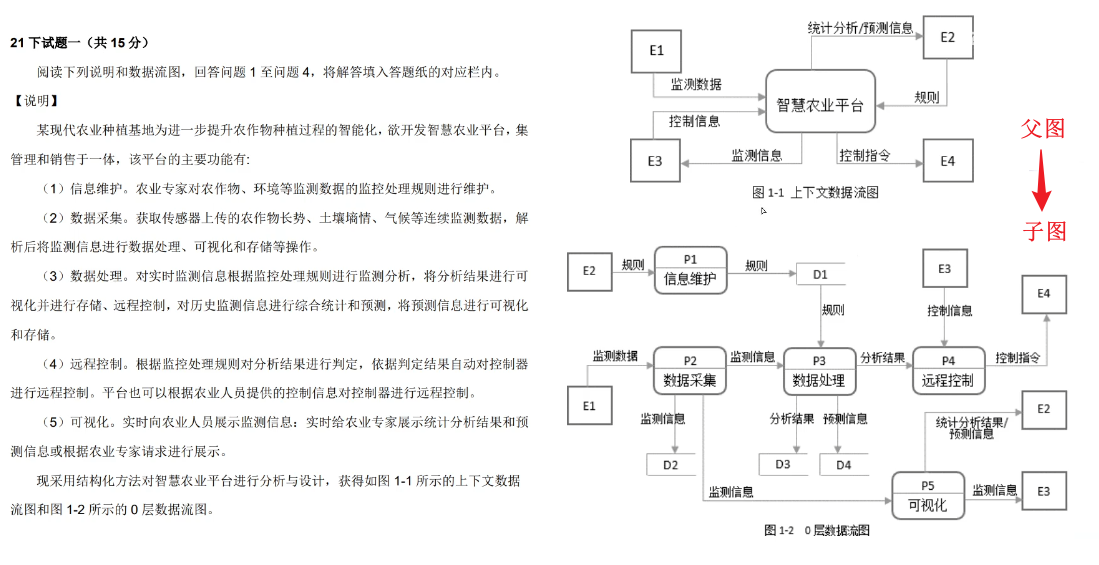 21 下试题一（共 15 分）
阅读下列说明和数据流图，回答问题 1 至问题 4，将解答填入答题纸的对应栏内。
【说明】
某现代农业种植基地为进一步提升农作物种植过程的智能化，欲开发智慧农业平台，集
管理和销售于一体，该平台的主要功能有:
（1）信息维护。农业专家对农作物、环境等监测数据的监控处理规则进行维护。
（2）数据采集。获取传感器上传的农作物长势、土壤墒情、气候等连续监测数据，解
析后将监测信息进行数据处理、可视化和存储等操作。
（3）数据处理。对实时监测信息根据监控处理规则进行监测分析，将分析结果进行可
视化并进行存储、远程控制，对历史监测信息进行综合统计和预测，将预测信息进行可视化
和存储。
（4）远程控制。根据监控处理规则对分析结果进行判定，依据判定结果自动对控制器
进行远程控制。平台也可以根据农业人员提供的控制信息对控制器进行远程控制。
（5）可视化。实时向农业人员展示监测信息：实时给农业专家展示统计分析结果和预
测信息或根据农业专家请求进行展示。
现采用结构化方法对智慧农业平台进行分析与设计，获得如图 1-1 所示的上下文数据
流图和图 1-2 所示的 0 层数据流图。
统计分析/预测信息
E1
E2
监测数据
智慧农业平台
规则
控制信息
E3
监测信息
控制指令
E4
图 1-1 上下文数据流图
父图
子图
E2
规则
P1
信息维护
规则
D1
E3
E4
规则
控制信息
监测数据
P2
数据采集
监测信息
P3
数据处理
分析结果
P4
远程控制
控制指令
E1
监测信息
分析结果
预测信息
统计分析结果/
预测信息
E2
D2
D3
D4
监测信息
P5
可视化
监测信息
E3
图 1-2 0 层数据流图